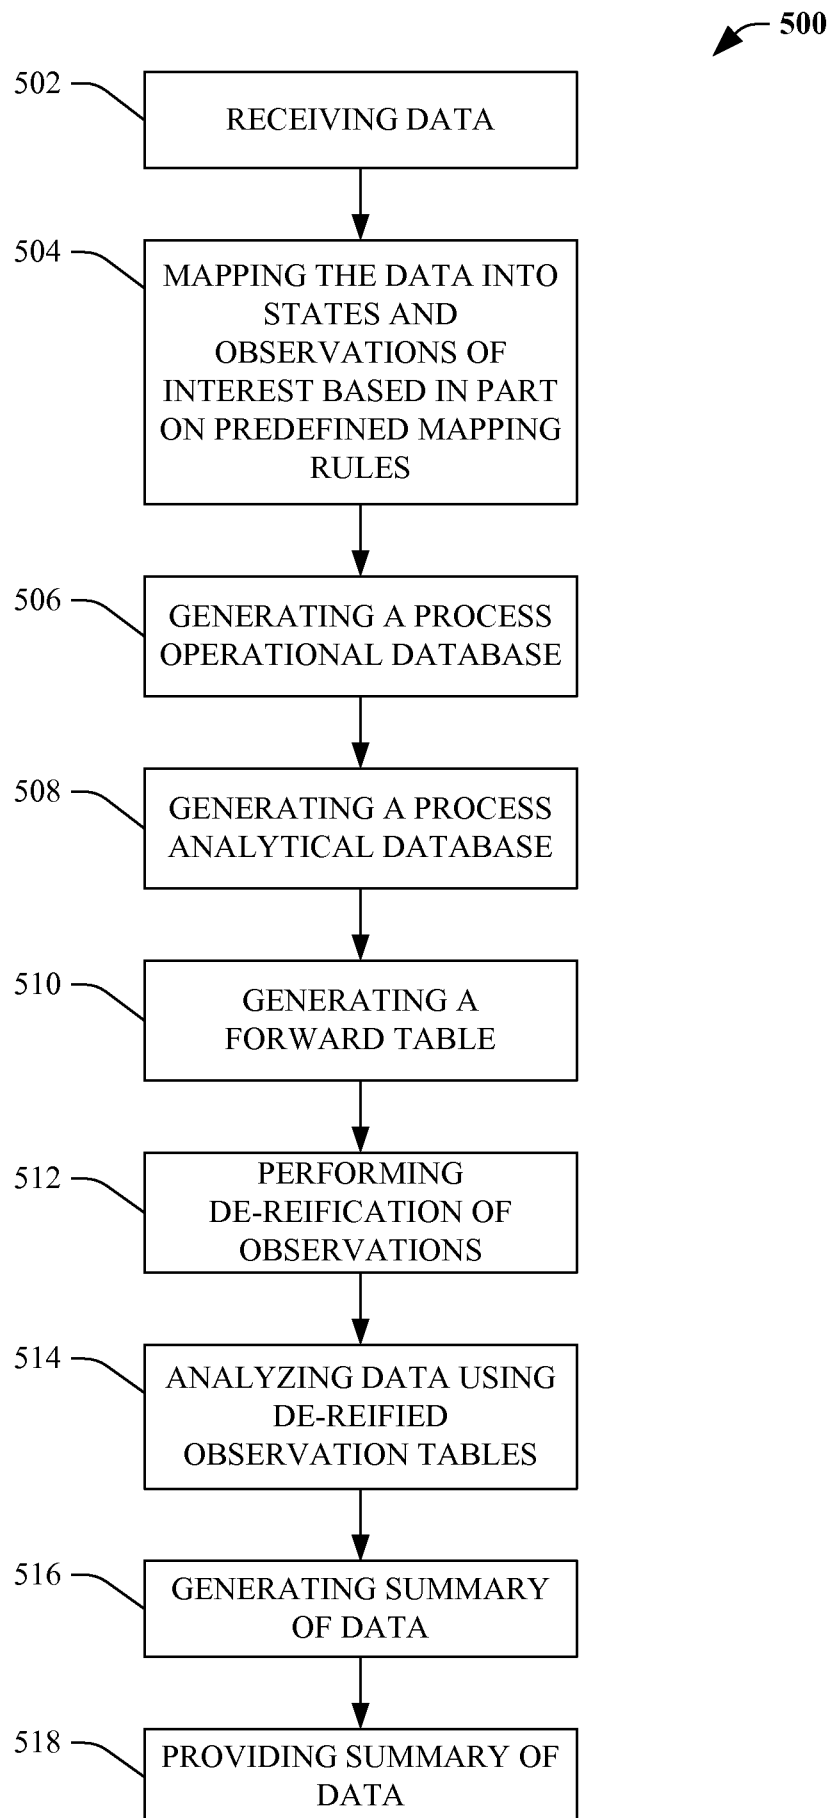 500
502
RECEIVING DATA
504
MAPPING THE DATA INTO
STATES AND
OBSERVATIONS OF
INTEREST BASED IN PART
ON PREDEFINED MAPPING
RULES
506
GENERATING A PROCESS
OPERATIONAL DATABASE
508
GENERATING A PROCESS
ANALYTICAL DATABASE
510
GENERATING A
FORWARD TABLE
512
PERFORMING
DE-REIFICATION OF
OBSERVATIONS
514
ANALYZING DATA USING
DE-REIFIED
OBSERVATION TABLES
516
GENERATING SUMMARY
OF DATA
518
PROVIDING SUMMARY OF
DATA